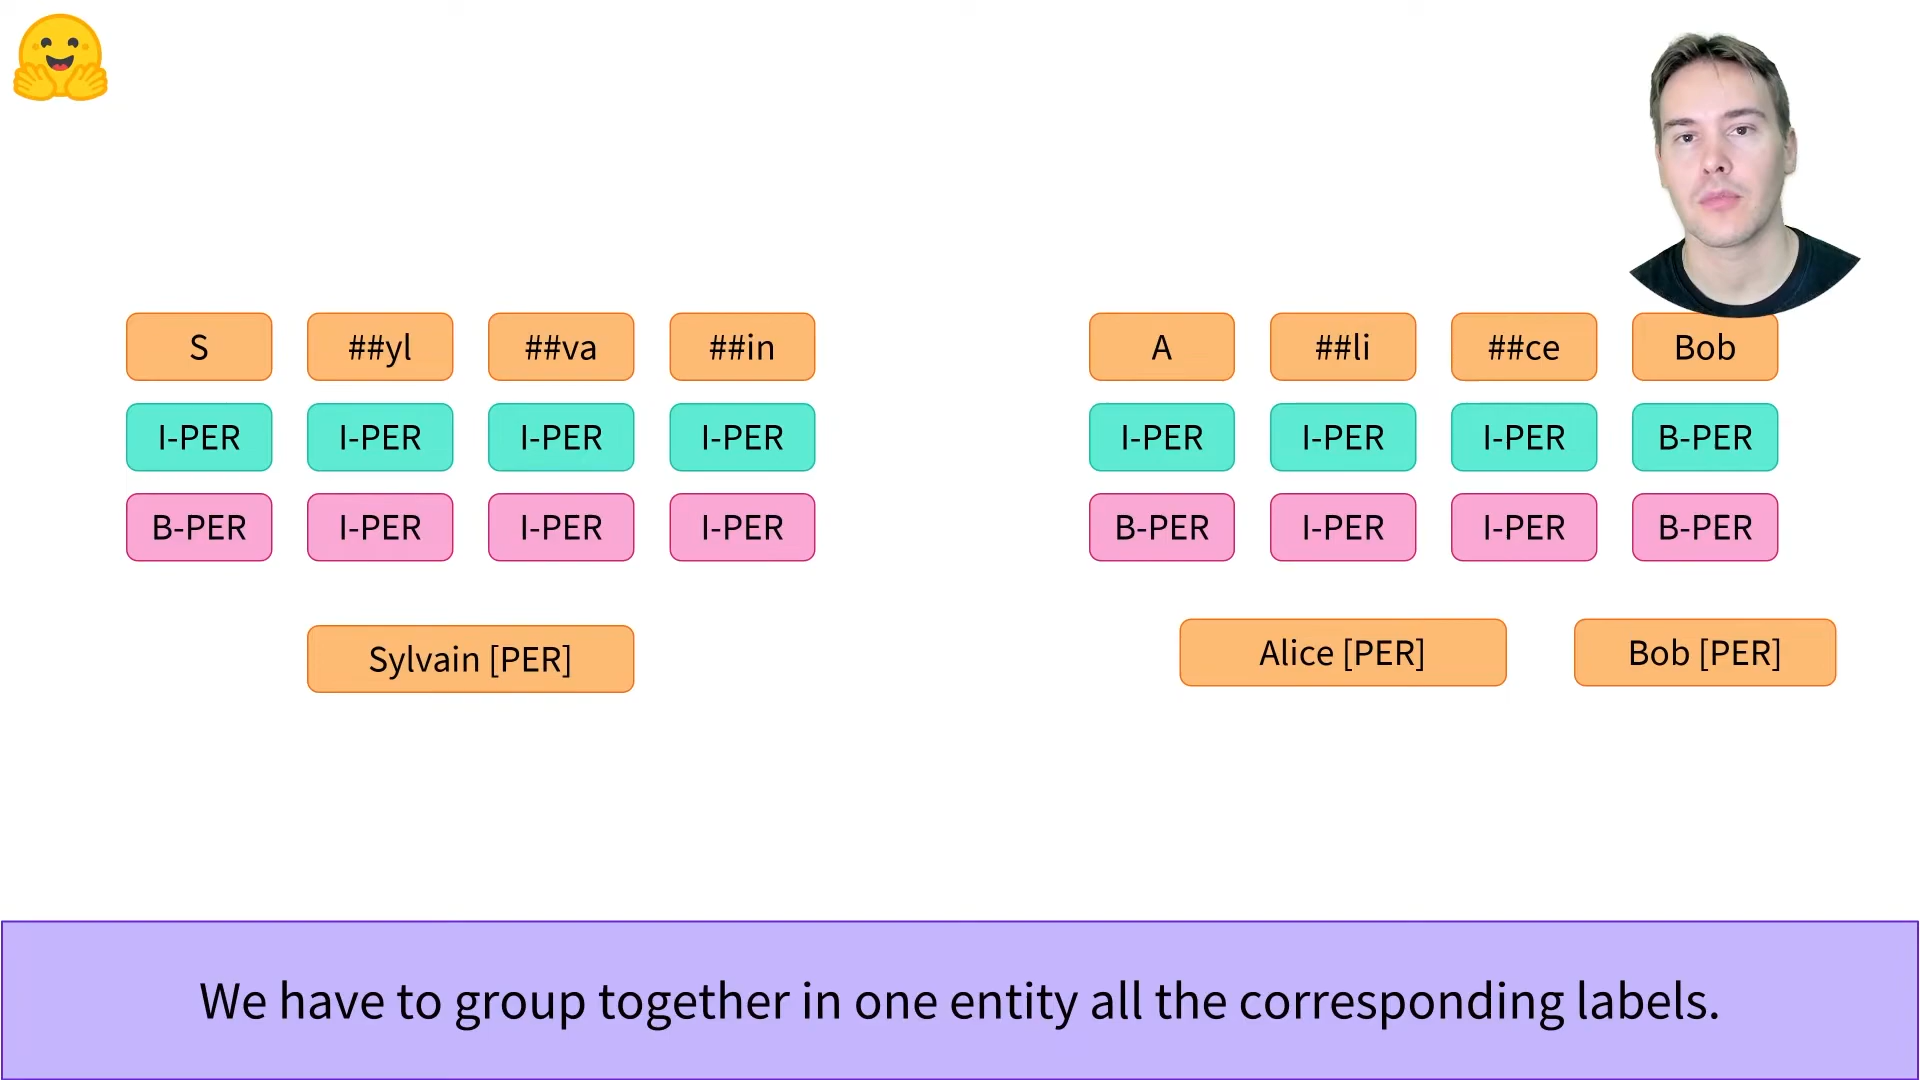 S ##yl ##va ##in A ##li ##ce Bob
I-PER I-PER I-PER I-PER I-PER I-PER I-PER B-PER
B-PER I-PER I-PER I-PER B-PER I-PER I-PER B-PER
Sylvain [PER] Alice [PER] Bob [PER]
We have to group together in one entity all the corresponding labels.